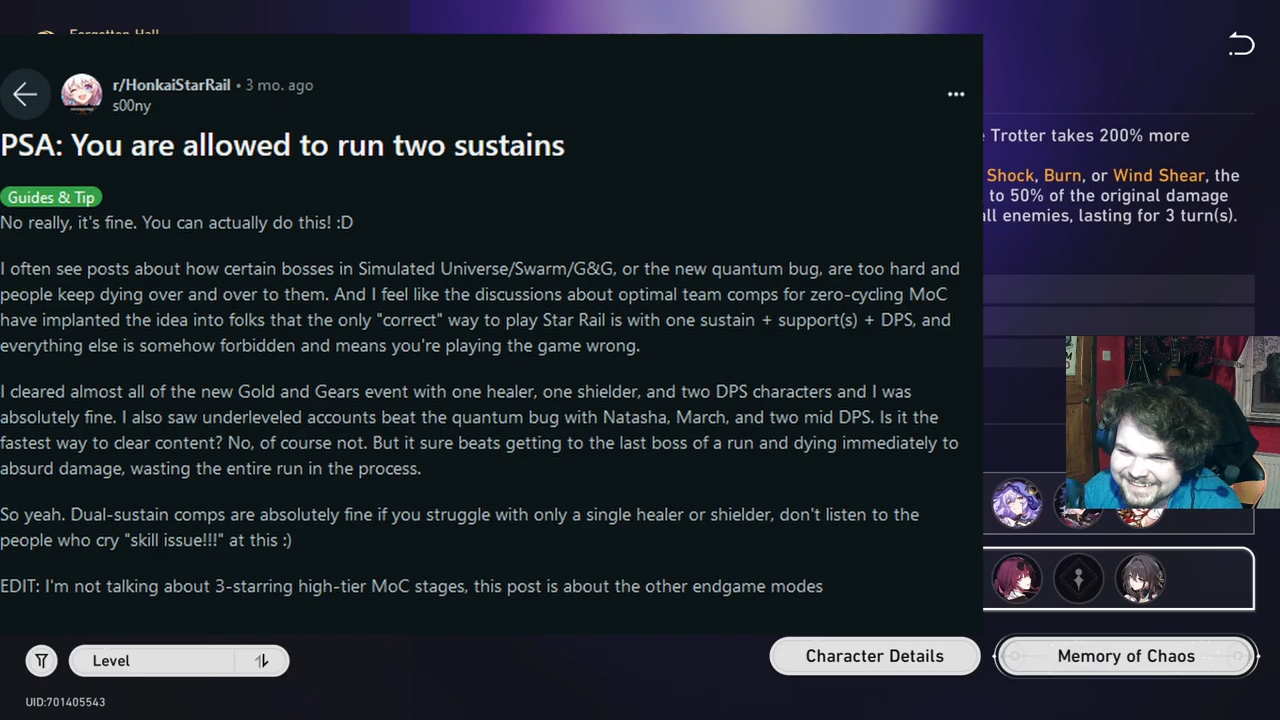 Forgotten Hall
r/HonkaiStarRail • 3 mo. ago
s00ny
PSA: You are allowed to run two sustains
Guides & Tip
No really, it's fine. You can actually do this! :D
I often see posts about how certain bosses in Simulated Universe/Swarm/G&G, or the new quantum bug, are too hard and
people keep dying over and over to them. And I feel like the discussions about optimal team comps for zero-cycling MoC
have implanted the idea into folks that the only "correct" way to play Star Rail is with one sustain + support(s) + DPS, and
everything else is somehow forbidden and means you're playing the game wrong.
I cleared almost all of the new Gold and Gears event with one healer, one shielder, and two DPS characters and I was
absolutely fine. I also saw underleveled accounts beat the quantum bug with Natasha, March, and two mid DPS. Is it the
fastest way to clear content? No, of course not. But it sure beats getting to the last boss of a run and dying immediately to
absurd damage, wasting the entire run in the process.
So yeah. Dual-sustain comps are absolutely fine if you struggle with only a single healer or shielder, don't listen to the
people who cry "skill issue!!!" at this :)
EDIT: I'm not talking about 3-starring high-tier MoC stages, this post is about the other endgame modes
Trotter takes 200% more
Shock, Burn, or Wind Shear, the
to 50% of the original damage
all enemies, lasting for 3 turn(s).
Level
Character Details
Memory of Chaos
UID:701405543